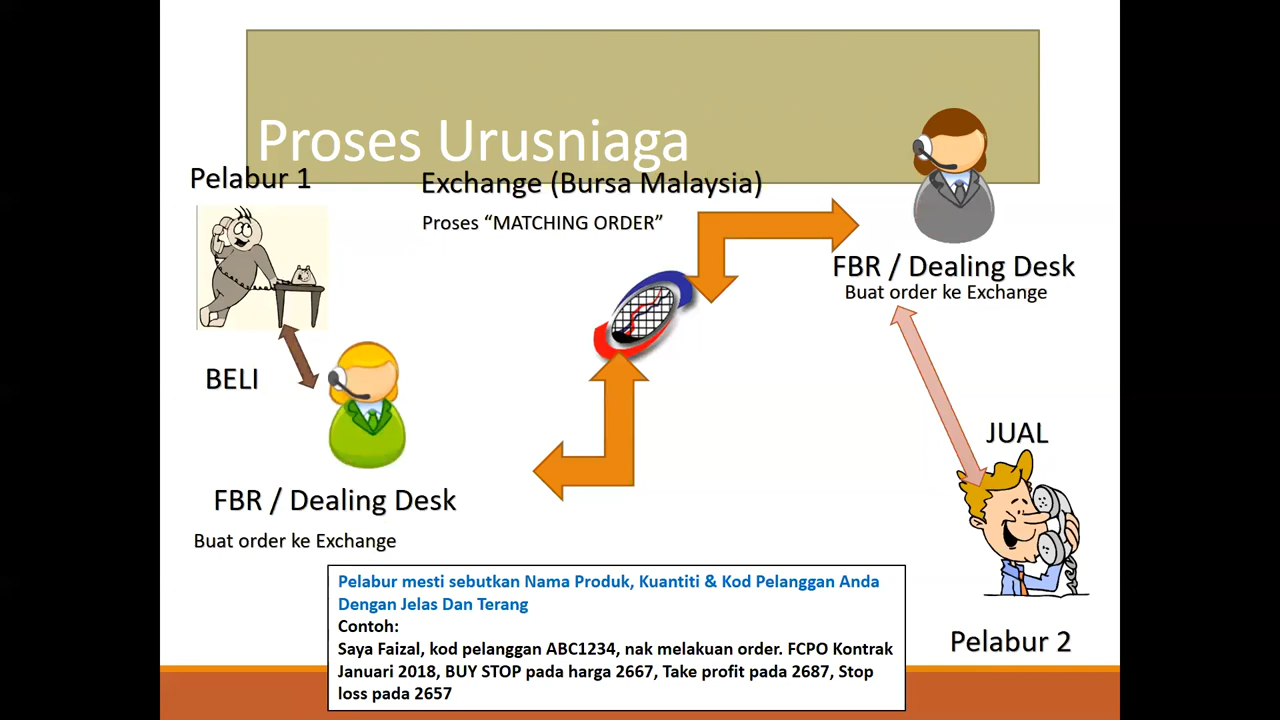 Proses Urusniaga
Pelabur 1
Exchange (Bursa Malaysia)
Proses “MATCHING ORDER”
FBR / Dealing Desk
Buat order ke Exchange
BELI
JUAL
FBR / Dealing Desk
Buat order ke Exchange
Pelabur mesti sebutkan Nama Produk, Kuantiti & Kod Pelanggan Anda
Dengan Jelas Dan Terang
Contoh:
Saya Faizal, kod pelanggan ABC1234, nak melakuan order. FCPO Kontrak
Januari 2018, BUY STOP pada harga 2667, Take profit pada 2687, Stop
loss pada 2657
Pelabur 2